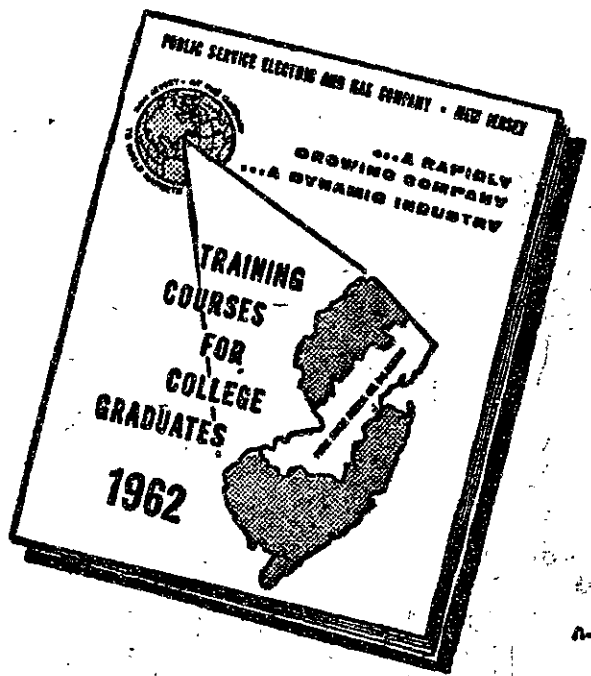 PUBLIC SERVICE ELECTRIC AND GAS COMPANY • NEW JERSEY
...A RAPIDLY
GROWING COMPANY
...A DYNAMIC INDUSTRY
TRAINING
COURSES
FOR
COLLEGE
GRADUATES
1962